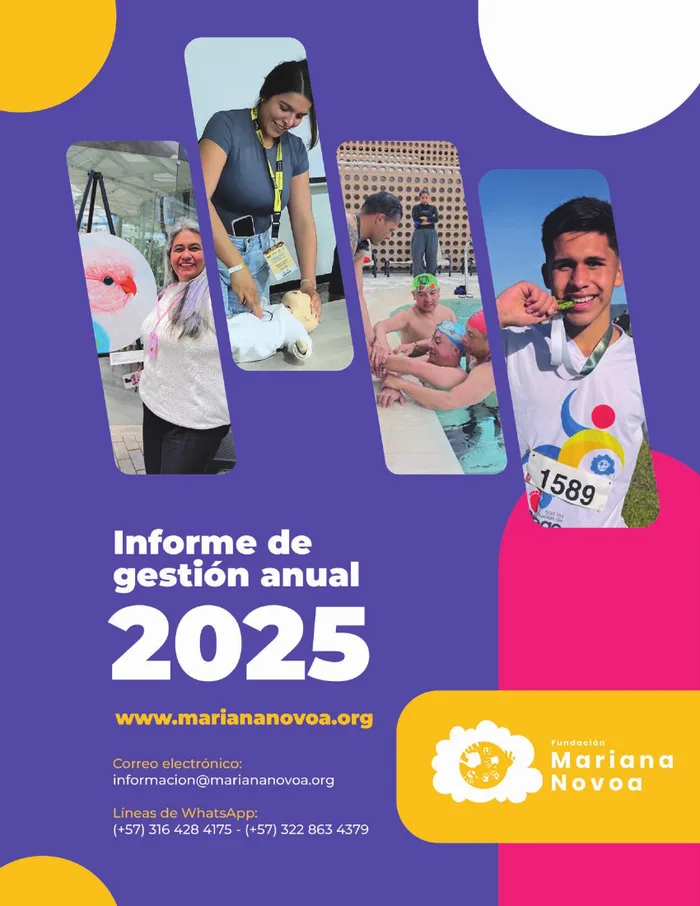 1589
Informe de
gestión anual
2025
www.mariananovoa.org
Correo electrónico:
informacion@mariananovoa.org
Líneas de WhatsApp:
(+57) 316 428 4175 - (+57) 322 863 4379
Fundación
Mariana
Novoa